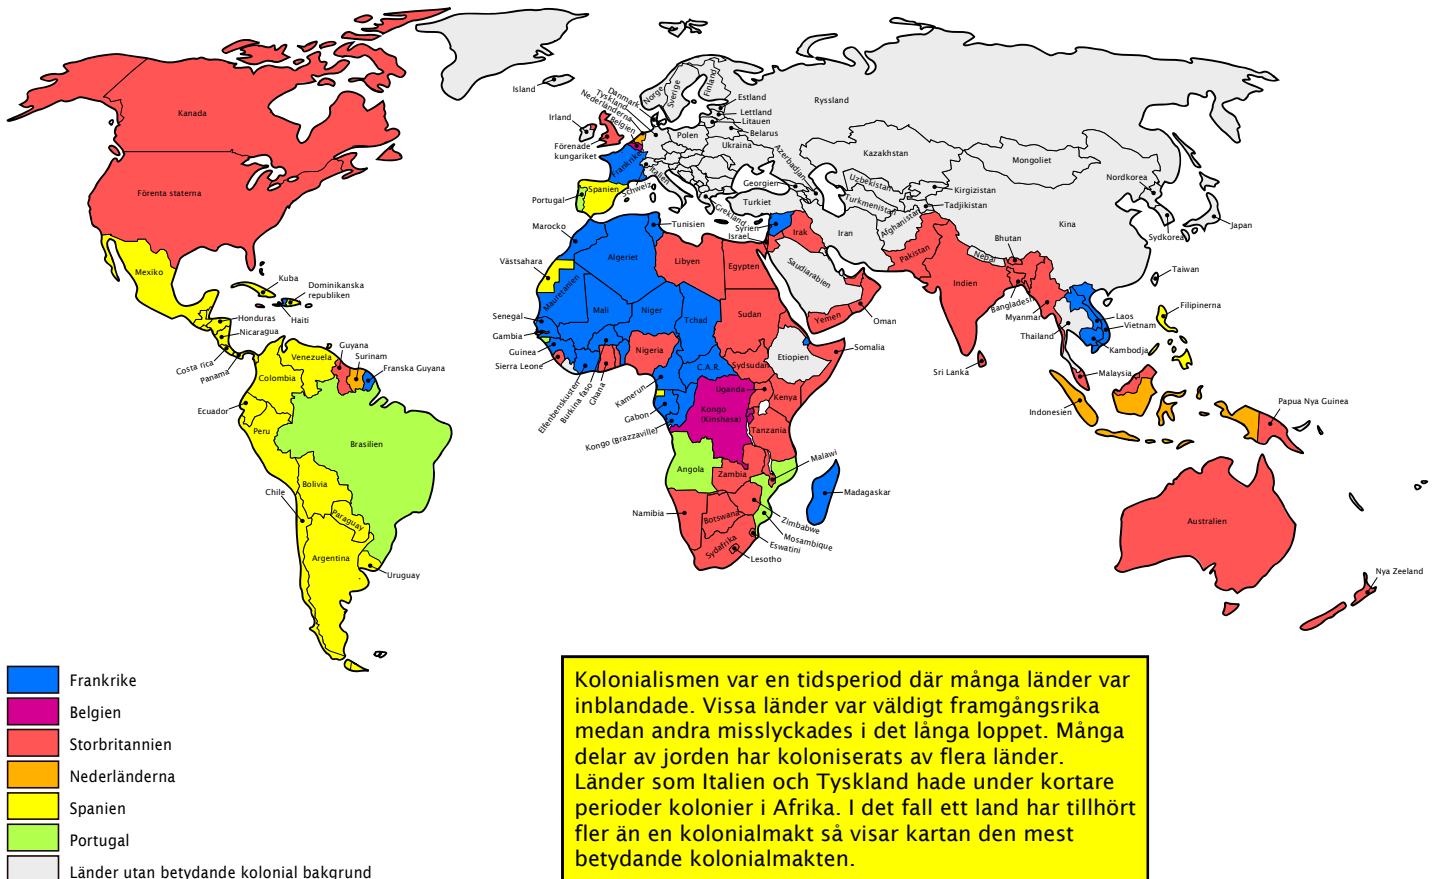 Kanada
Förenta staterna
Mexiko
Kuba
Dominikanska
republiken
Haiti
Honduras
Nicaragua
Costa rica
Panama
Guyana
Surinam
Franska Guyana
Venezuela
Colombia
Ecuador
Peru
Brasilien
Bolivia
Paraguay
Chile
Argentina
Uruguay
Island
Irland
Förenade
kungariket
Norge
Sverige
Finland
Danmark
Tyskland
Nederländerna
Belgien
Estland
Lettland
Litauen
Belarus
Polen
Ukraina
Frankrike
Schweiz
Italien
Spanien
Portugal
Grekland
Turkiet
Georgien
Azerbadjan
Ryssland
Kazakhstan
Uzbekistan
Turkmenistan
Kirgizistan
Tadjikistan
Afghanistan
Mongoliet
Kina
Nordkorea
Sydkorea
Japan
Taiwan
Syrien
Israel
Irak
Iran
Saudiarabien
Yemen
Oman
Pakistan
Indien
Nepal
Bhutan
Bangladesh
Myanmar
Thailand
Laos
Vietnam
Kambodja
Filipinerna
Sri Lanka
Malaysia
Indonesien
Papua Nya Guinea
Australien
Nya Zeeland
Marocko
Tunisien
Algeriet
Libyen
Egypten
Västsahara
Mauretanien
Mali
Niger
Tchad
Sudan
Senegal
Gambia
Guinea
Sierra Leone
Elfenbenskusten
Burkina faso
Ghana
Nigeria
Kamerun
C.A.R.
Sydsudan
Etiopien
Somalia
Gabon
Kongo (Brazzaville)
Kongo
(Kinshasa)
Uganda
Kenya
Tanzania
Angola
Zambia
Malawi
Madagaskar
Namibia
Botswana
Zimbabwe
Mosambique
Eswatini
Sydafrika
Lesotho
Frankrike
Belgien
Storbritannien
Nederländerna
Spanien
Portugal
Länder utan betydande kolonial bakgrund
Kolonialismen var en tidsperiod där många länder var
inblandade. Vissa länder var väldigt framgångsrika
medan andra misslyckades i det långa loppet. Många
delar av jorden har koloniserats av flera länder.
Länder som Italien och Tyskland hade under kortare
perioder kolonier i Afrika. I det fall ett land har tillhört
fler än en kolonialmakt så visar kartan den mest
betydande kolonialmakten.